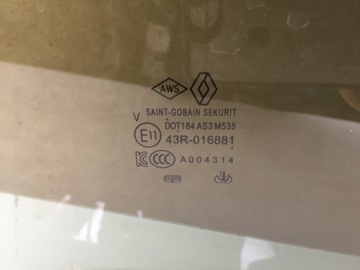 AWS
SAINT-GOBAIN SEKURIT
V DOT184 AS3 M535
E11 43R-016881
CCC A004314